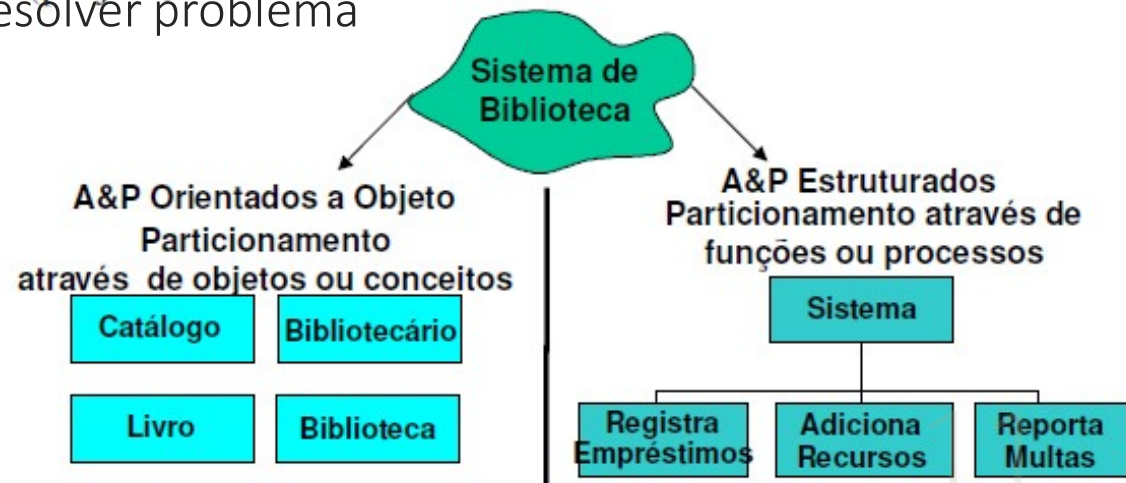 esolver problema
Sistema de
Biblioteca
A&P Orientados a Objeto
Particionamento
através de objetos ou conceitos
Catálogo
Bibliotecário
Livro
Biblioteca
A&P Estruturados
Particionamento através de
funções ou processos
Sistema
Registra
Empréstimos
Adiciona
Recursos
Reporta
Multas